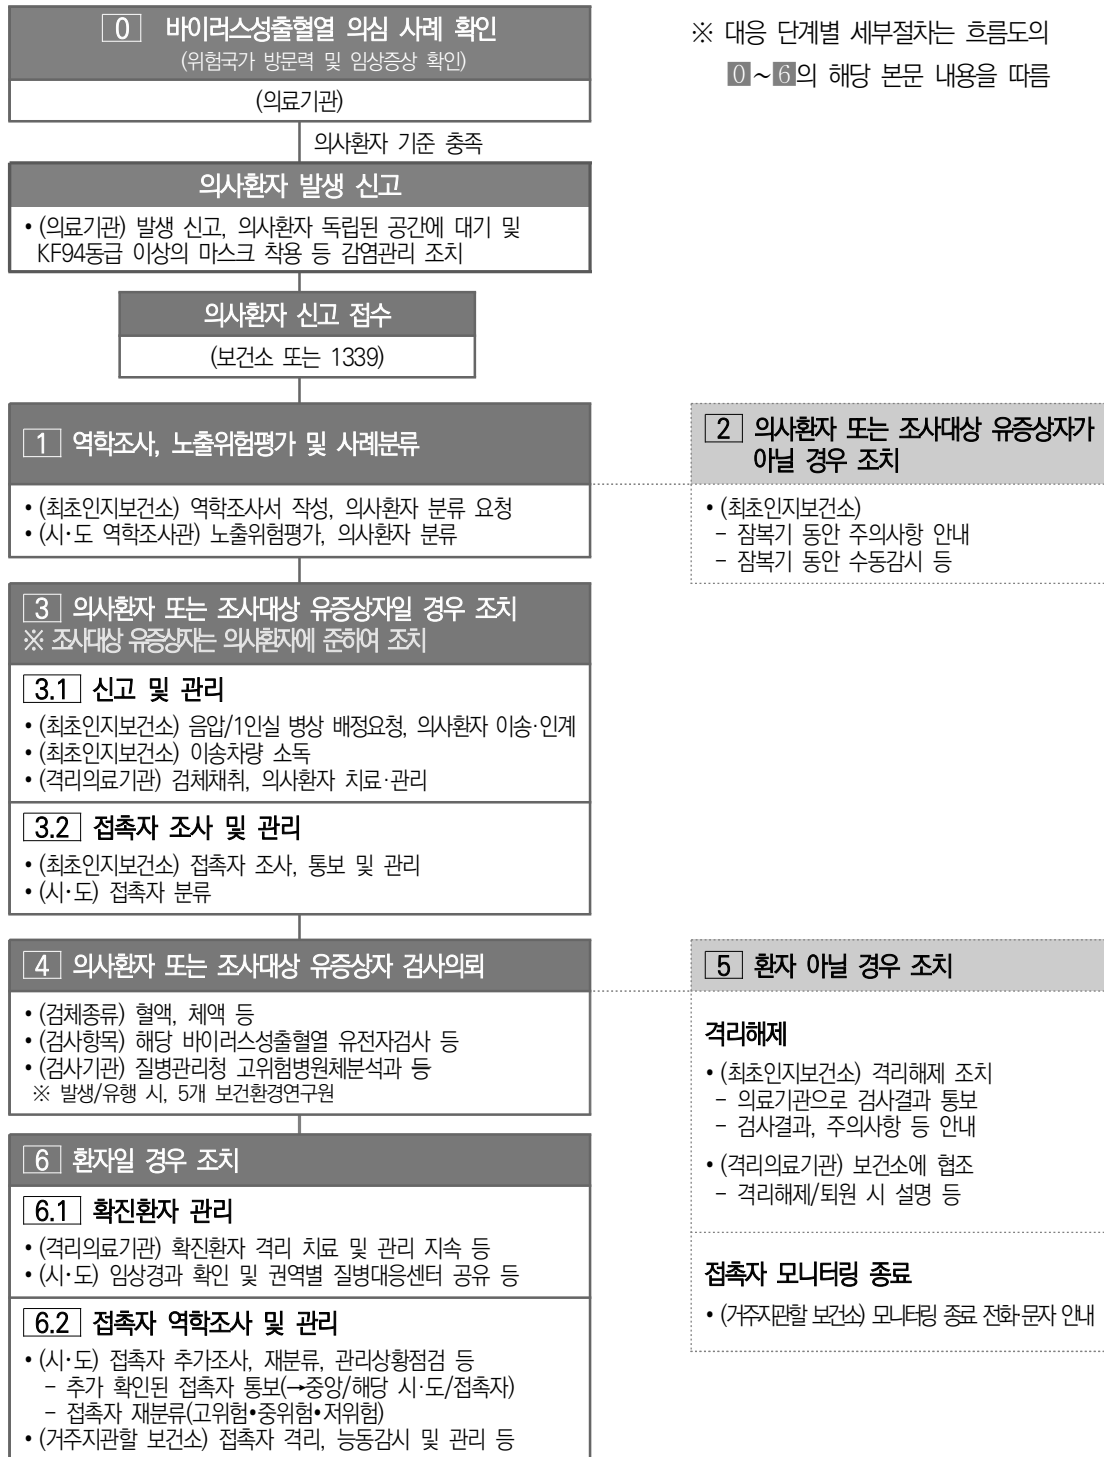 0 바이러스성출혈열 의심 사례 확인
(위험국가 방문력 및 임상증상 확인)
(의료기관)
※ 대응 단계별 세부절차는 흐름도의
0~6의 해당 본문 내용을 따름
의사환자 기준 충족
의사환자 발생 신고
• (의료기관) 발생 신고, 의사환자 독립된 공간에 대기 및
KF94동급 이상의 마스크 착용 등 감염관리 조치
의사환자 신고 접수
(보건소 또는 1339)
1 역학조사, 노출위험평가 및 사례분류
• (최초인지보건소) 역학조사서 작성, 의사환자 분류 요청
• (시·도 역학조사관) 노출위험평가, 의사환자 분류
2 의사환자 또는 조사대상 유증상자가
아닐 경우 조치
• (최초인지보건소)
- 잠복기 동안 주의사항 안내
- 잠복기 동안 수동감시 등
3 의사환자 또는 조사대상 유증상자일 경우 조치
※ 조사대상 유증상자는 의사환자에 준하여 조치
3.1 신고 및 관리
• (최초인지보건소) 음압/1인실 병상 배정요청, 의사환자 이송·인계
• (최초인지보건소) 이송차량 소독
• (격리의료기관) 검체채취, 의사환자 치료·관리
3.2 접촉자 조사 및 관리
• (최초인지보건소) 접촉자 조사, 통보 및 관리
• (시·도) 접촉자 분류
4 의사환자 또는 조사대상 유증상자 검사의뢰
• (검체종류) 혈액, 체액 등
• (검사항목) 해당 바이러스성출혈열 유전자검사 등
• (검사기관) 질병관리청 고위험병원체분석과 등
※ 발생/유행 시, 5개 보건환경연구원
5 환자 아닐 경우 조치
격리해제
• (최초인지보건소) 격리해제 조치
- 의료기관으로 검사결과 통보
- 검사결과, 주의사항 등 안내
• (격리의료기관) 보건소에 협조
- 격리해제/퇴원 시 설명 등
접촉자 모니터링 종료
• (거주지관할 보건소) 모니터링 종료 전화·문자 안내
6 환자일 경우 조치
6.1 확진환자 관리
• (격리의료기관) 확진환자 격리 치료 및 관리 지속 등
• (시·도) 임상경과 확인 및 권역별 질병대응센터 공유 등
6.2 접촉자 역학조사 및 관리
• (시·도) 접촉자 추가조사, 재분류, 관리상황점검 등
- 추가 확인된 접촉자 통보(→중앙/해당 시·도/접촉자)
- 접촉자 재분류(고위험•중위험•저위험)
• (거주지관할 보건소) 접촉자 격리, 능동감시 및 관리 등